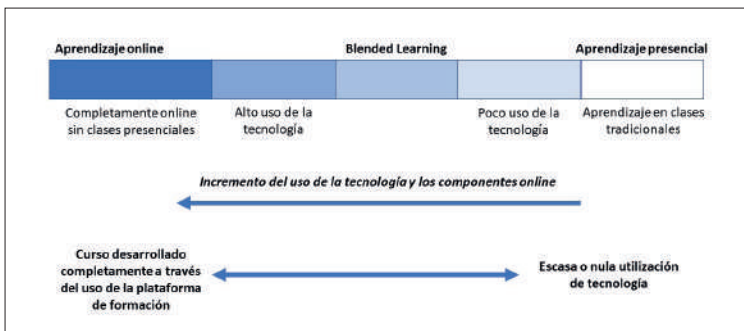 Aprendizaje online Blended Learning Aprendizaje presencial
Completamente online Alto uso de la Poco uso de la Aprendizaje en clases
sin clases presenciales tecnología tecnología tradicionales
Incremento del uso de la tecnología y los componentes online
Curso desarrollado
completamente a través
del uso de la plataforma
de formación
Escasa o nula utilización
de tecnología